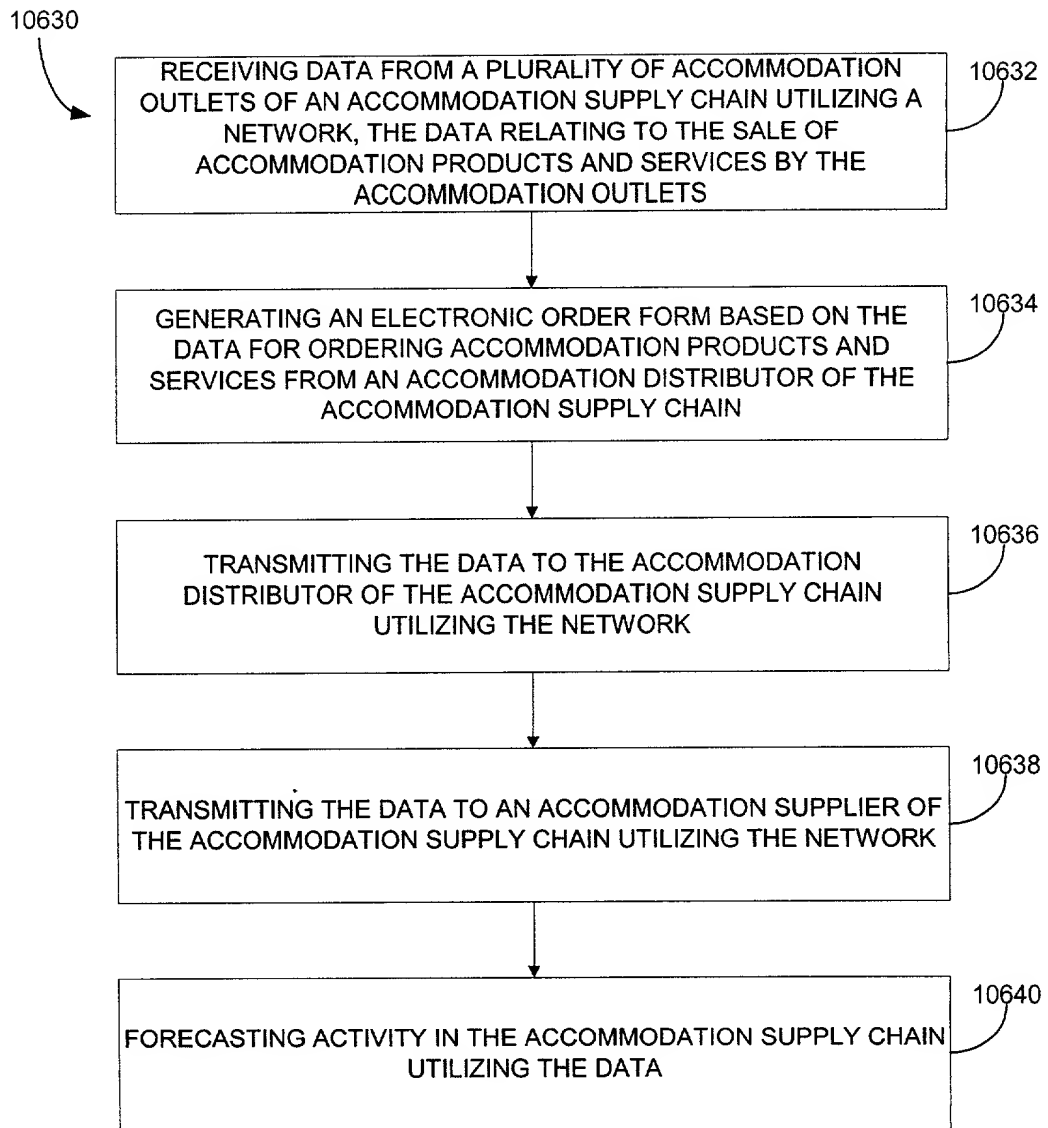 10630
RECEIVING DATA FROM A PLURALITY OF ACCOMMODATION
OUTLETS OF AN ACCOMMODATION SUPPLY CHAIN UTILIZING A
NETWORK, THE DATA RELATING TO THE SALE OF
ACCOMMODATION PRODUCTS AND SERVICES BY THE
ACCOMMODATION OUTLETS
10632
GENERATING AN ELECTRONIC ORDER FORM BASED ON THE
DATA FOR ORDERING ACCOMMODATION PRODUCTS AND
SERVICES FROM AN ACCOMMODATION DISTRIBUTOR OF THE
ACCOMMODATION SUPPLY CHAIN
10634
TRANSMITTING THE DATA TO THE ACCOMMODATION
DISTRIBUTOR OF THE ACCOMMODATION SUPPLY CHAIN
UTILIZING THE NETWORK
10636
TRANSMITTING THE DATA TO AN ACCOMMODATION SUPPLIER OF
THE ACCOMMODATION SUPPLY CHAIN UTILIZING THE NETWORK
10638
FORECASTING ACTIVITY IN THE ACCOMMODATION SUPPLY CHAIN
UTILIZING THE DATA
10640